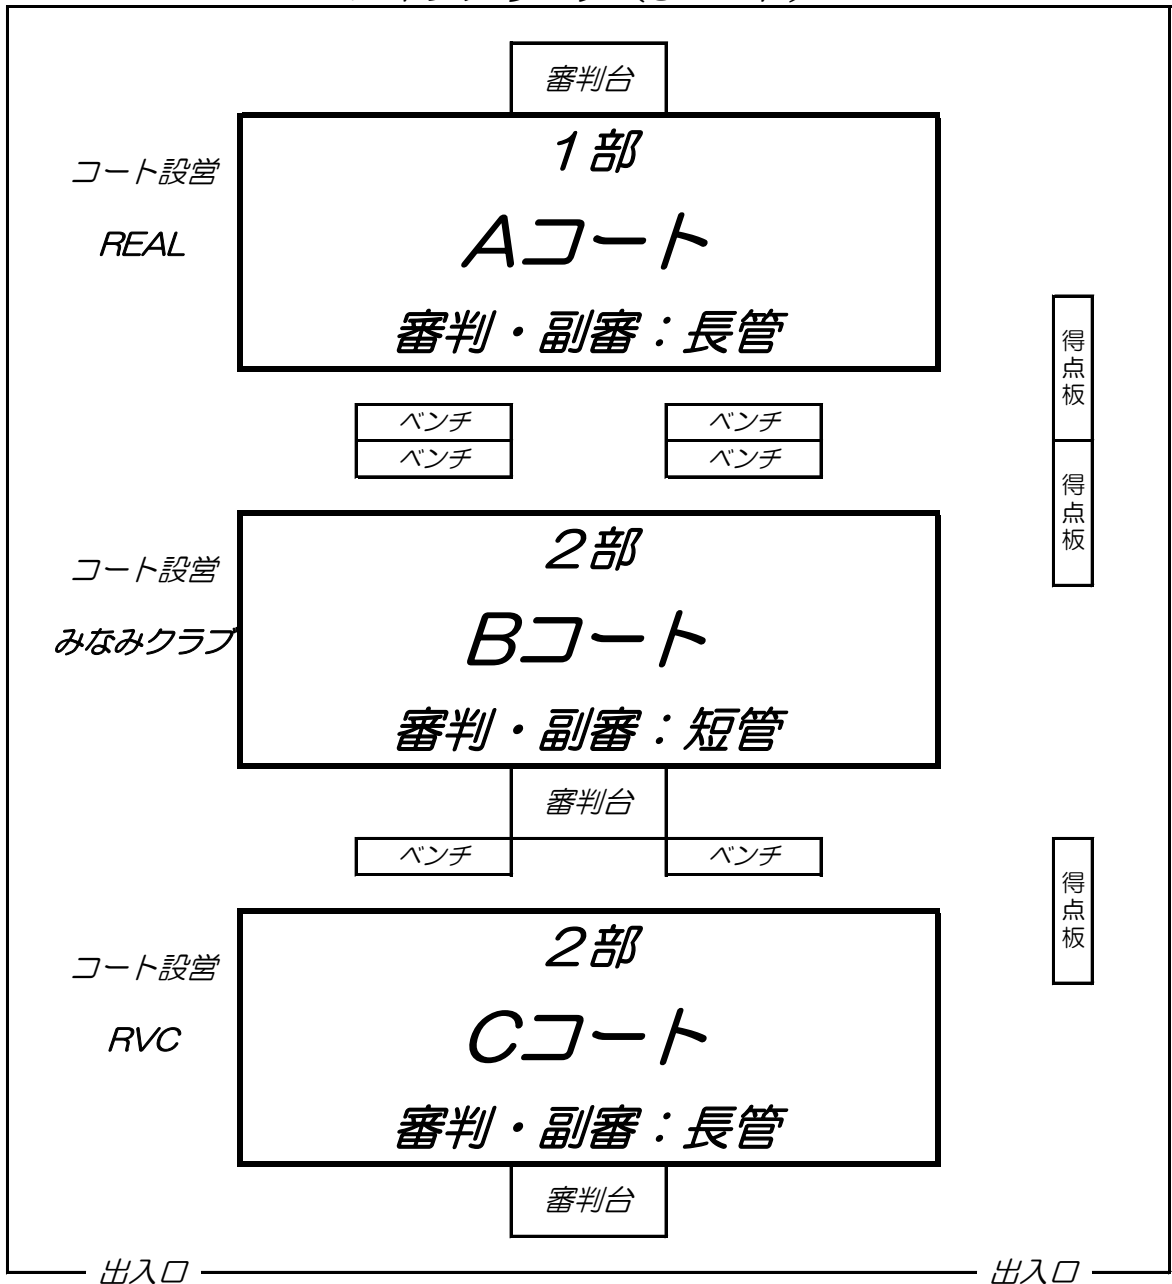 審判台
1部
コート設営
Aコート
REAL
審判・副審：長管
得点板
ベンチ
ベンチ
ベンチ
ベンチ
得点板
2部
コート設営
Bコート
みなみクラブ
審判・副審：短管
審判台
ベンチ
ベンチ
得点板
2部
コート設営
Cコート
RVC
審判・副審：長管
審判台
出入口
出入口